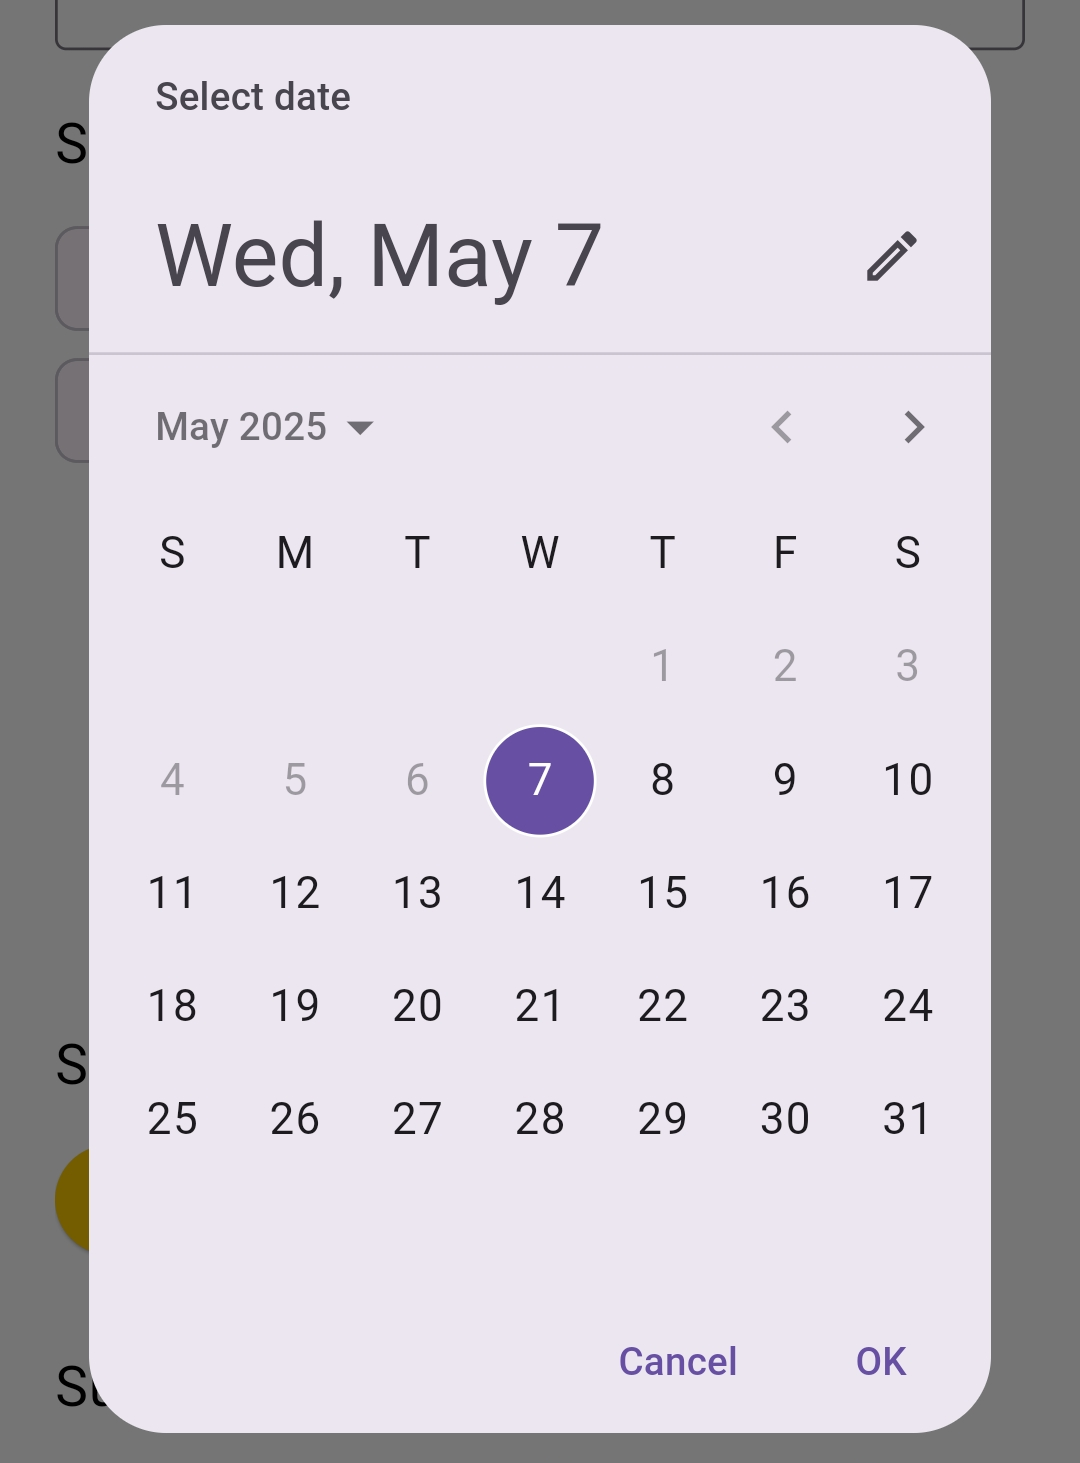 Select date
Wed, May 7
May 2025
S M T W T F S
1 2 3
4 5 6 7 8 9 10
11 12 13 14 15 16 17
18 19 20 21 22 23 24
25 26 27 28 29 30 31
Cancel OK